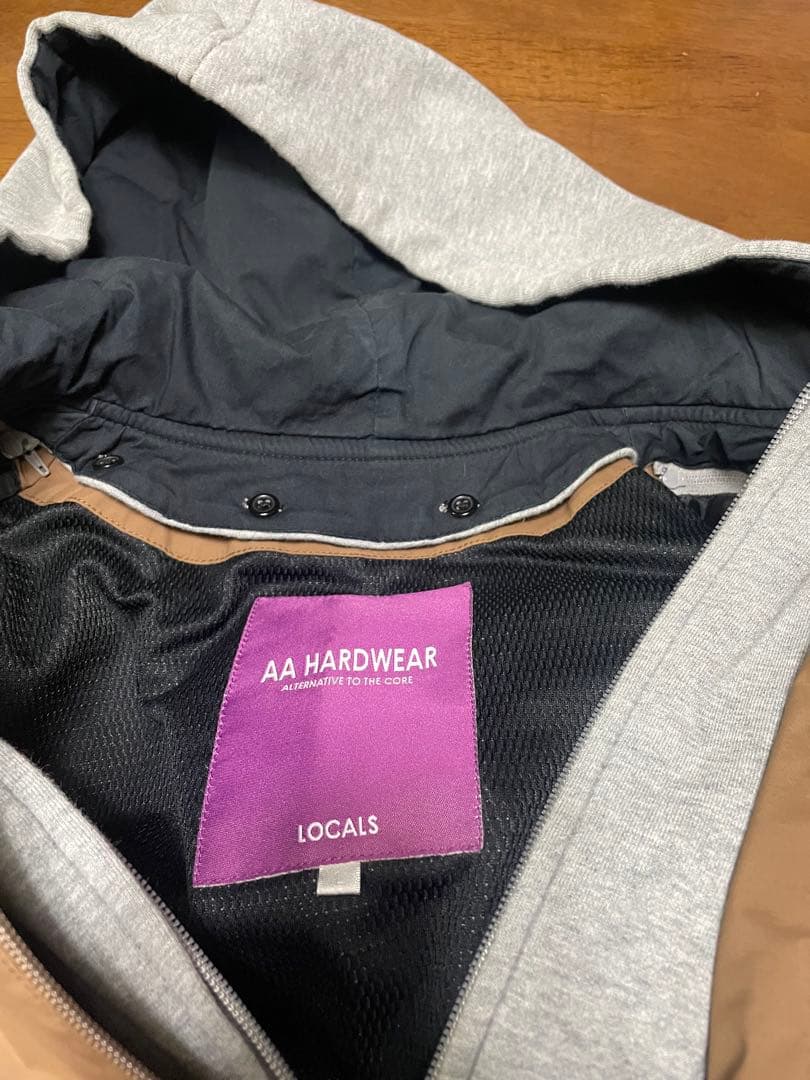 AA HARDWEAR
ALTERNATIVE TO THE CORE
LOCALS
L